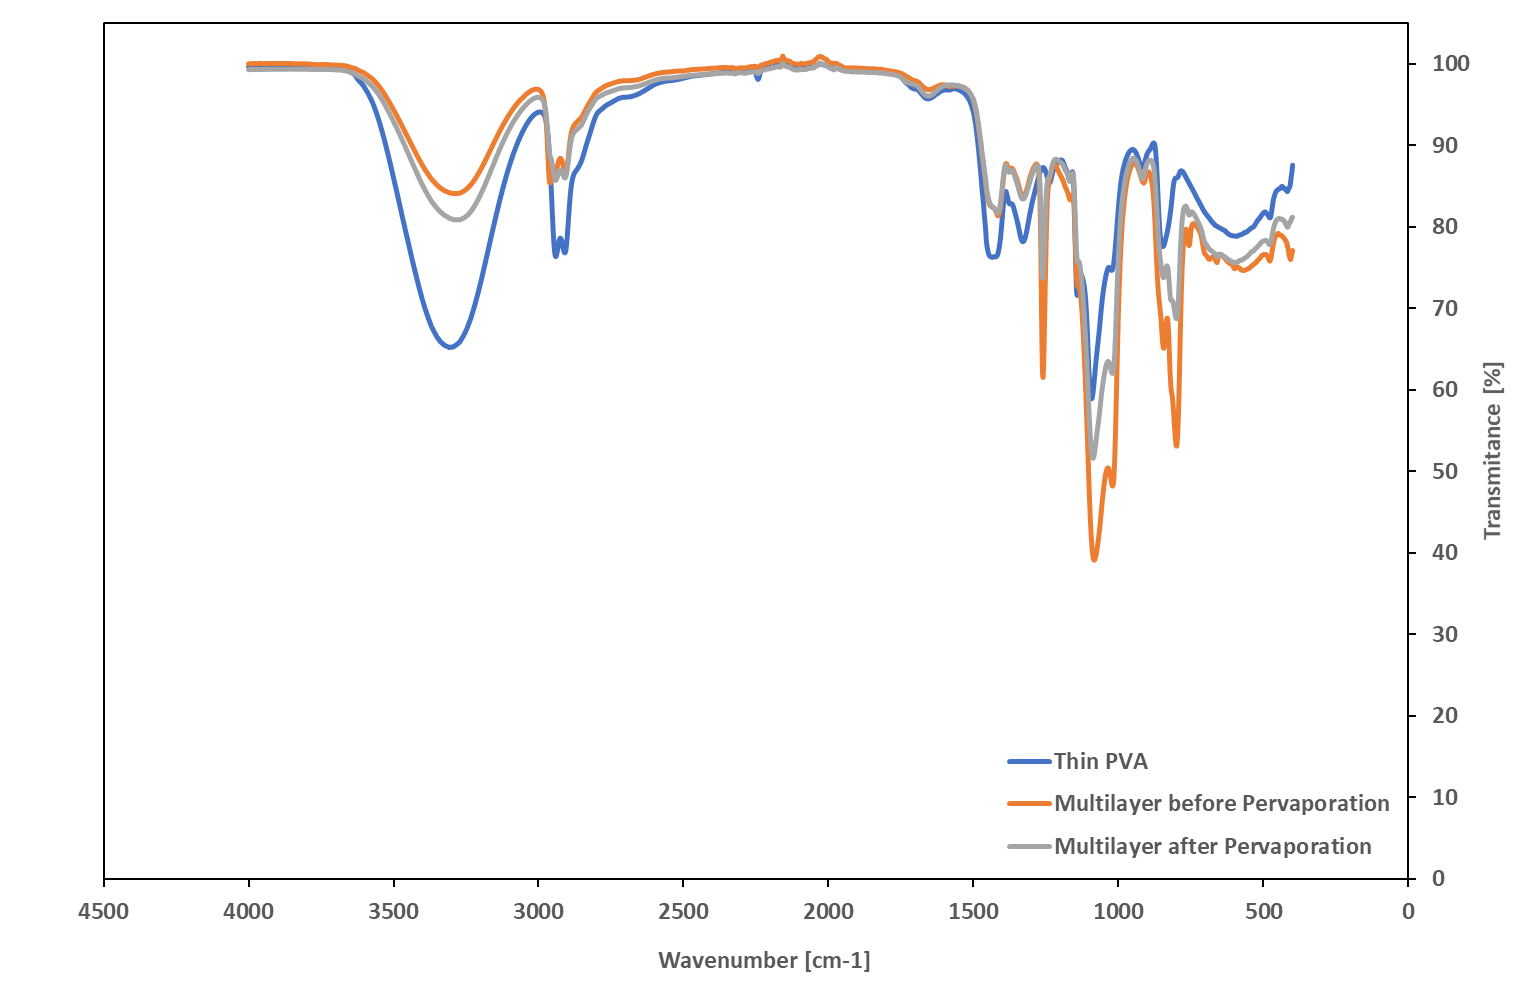 100
90
80
70
60
50
40
30
20
10
0
Transmitance [%]
Thin PVA
Multilayer before Pervaporation
Multilayer after Pervaporation
4500 4000 3500 3000 2500 2000 1500 1000 500 0
Wavenumber [cm-1]